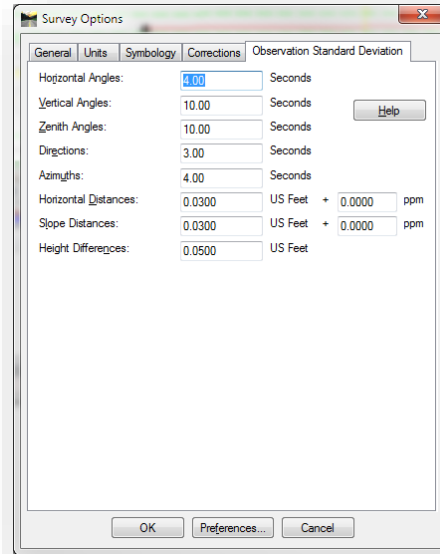 Survey Options
General Units Symbology Corrections Observation Standard Deviation
Horizontal Angles: 4.00 Seconds
Vertical Angles: 10.00 Seconds
Help
Zenith Angles: 10.00 Seconds
Directions: 3.00 Seconds
Azimuths: 4.00 Seconds
Horizontal Distances: 0.0300 US Feet + 0.0000 ppm
Slope Distances: 0.0300 US Feet + 0.0000 ppm
Height Differences: 0.0500 US Feet
OK Preferences... Cancel